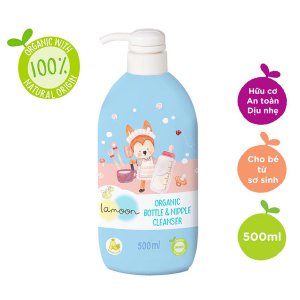 ORGANIC WITH
100%
NATURAL ORIGIN
Lamoon
ORGANIC
BOTTLE & NIPPLE
CLEANSER
500 ml
Hữu cơ
An toàn
Dịu nhẹ
Cho bé
từ
sơ sinh
500ml